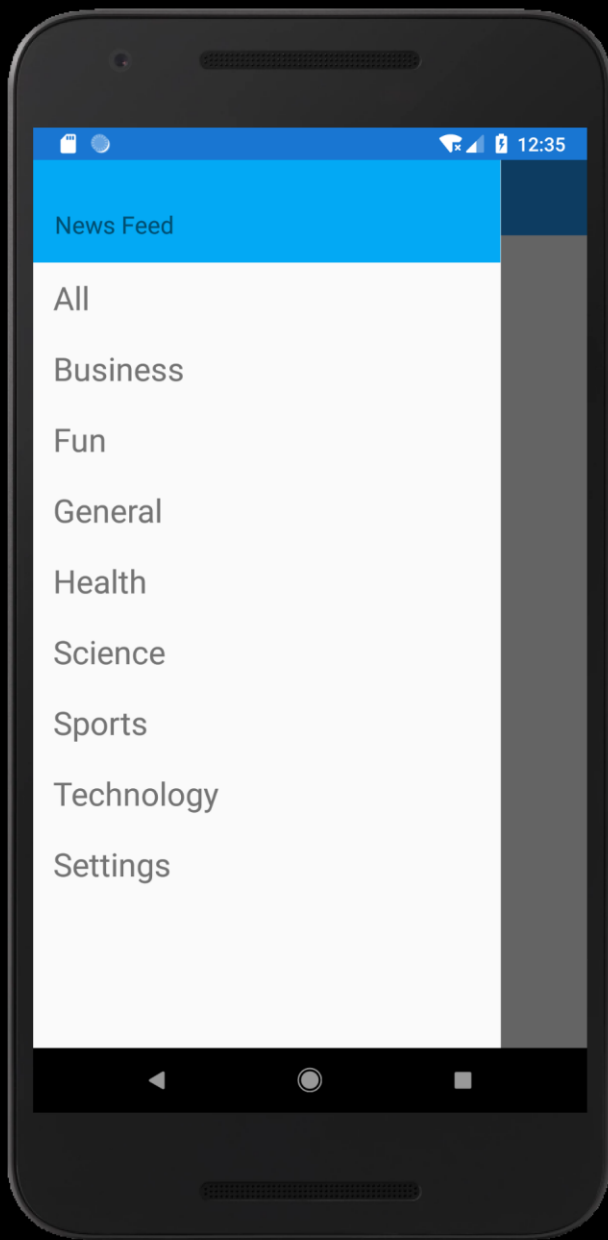 12:35
News Feed
All
Business
Fun
General
Health
Science
Sports
Technology
Settings